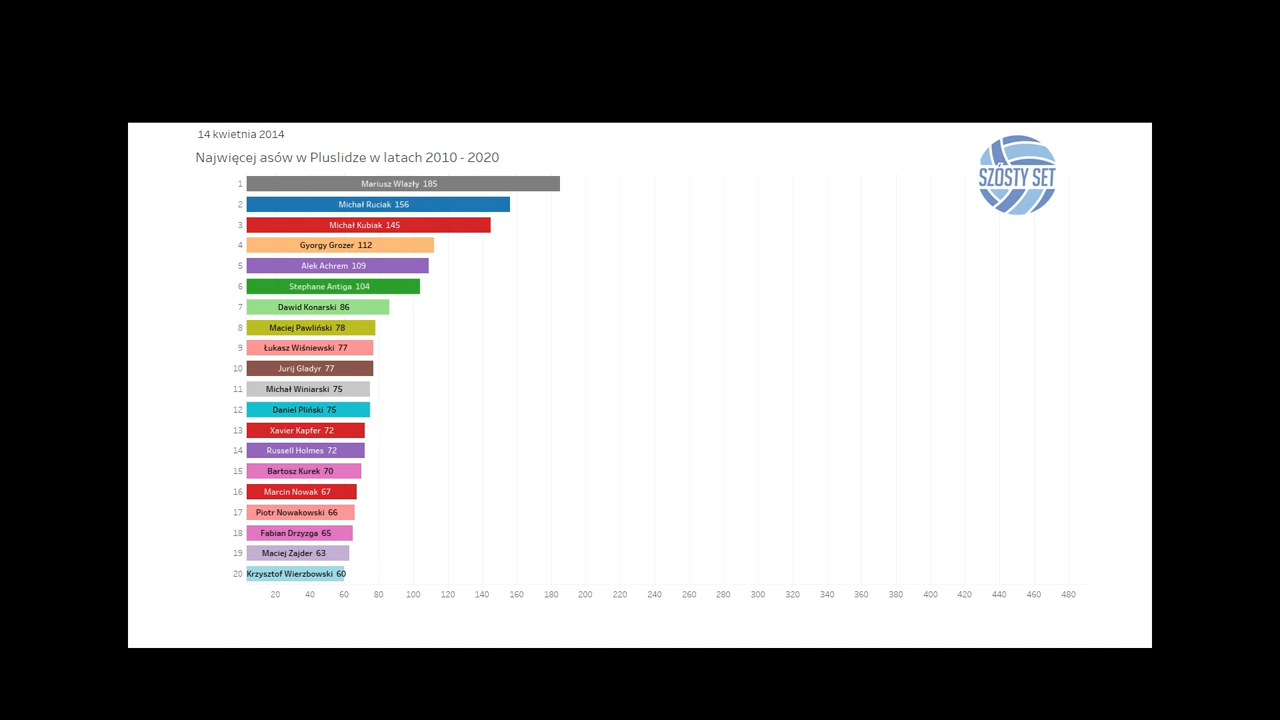 14 kwietnia 2014
Najwięcej asów w Pluslidze w latach 2010 - 2020
SZÓSTY SET
1 Mariusz Wlazły 185
2 Michał Ruciak 156
3 Michał Kubiak 145
4 Gyorgy Grozer 112
5 Alek Achrem 109
6 Stephane Antiga 104
7 Dawid Konarski 86
8 Maciej Pawliński 78
9 Łukasz Wiśniewski 77
10 Jurij Gladyr 77
11 Michał Winiarski 75
12 Daniel Pliński 75
13 Xavier Kapfer 72
14 Russell Holmes 72
15 Bartosz Kurek 70
16 Marcin Nowak 67
17 Piotr Nowakowski 66
18 Fabian Drzyzga 65
19 Maciej Zajder 63
20 Krzysztof Wierzbowski 60
20 40 60 80 100 120 140 160 180 200 220 240 260 280 300 320 340 360 380 400 420 440 460 480